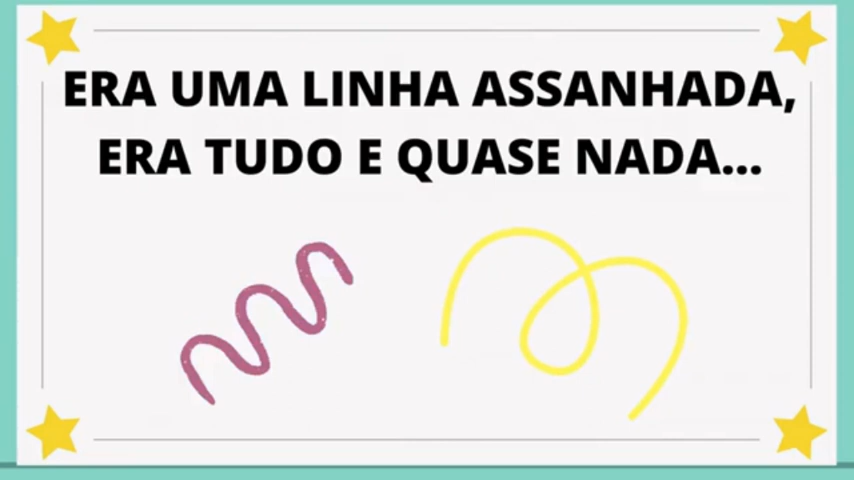 ERA UMA LINHA ASSANHADA,
ERA TUDO E QUASE NADA...